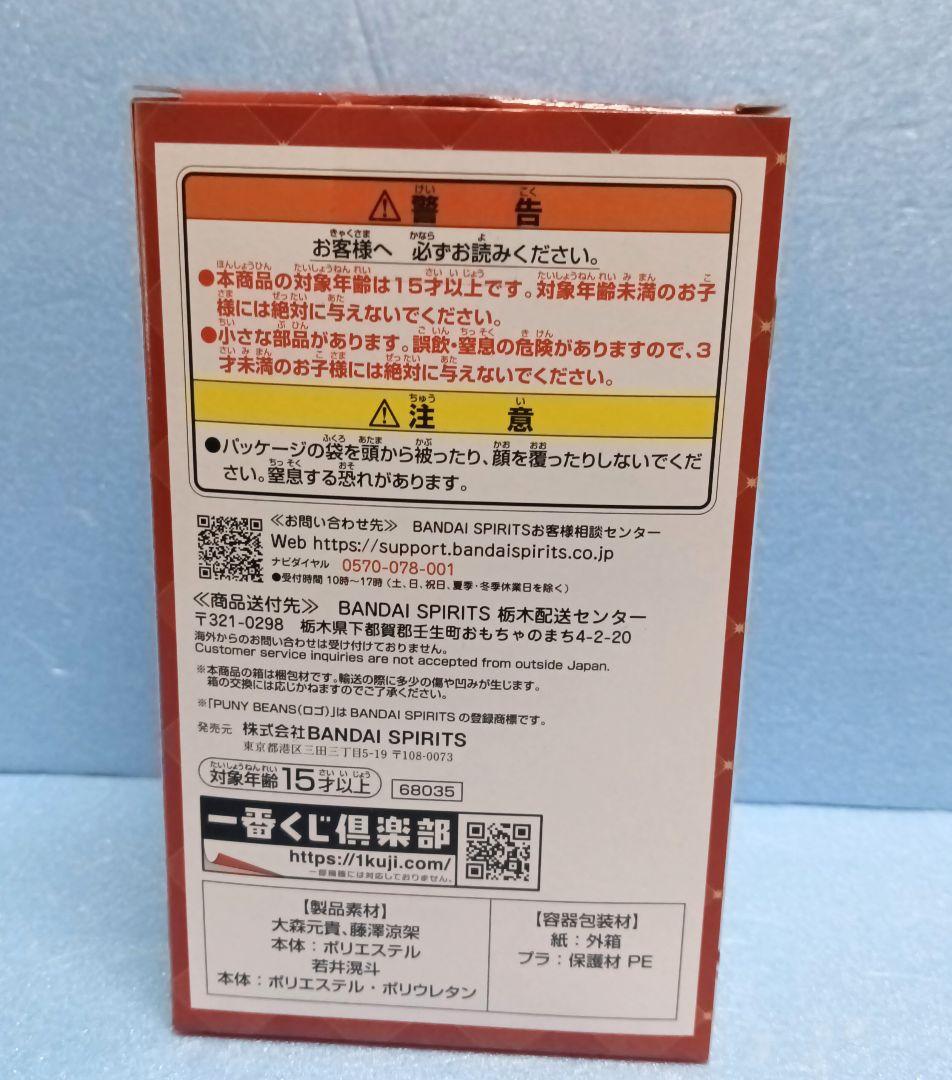 ⚠警告
お客様へ 必ずお読みください。
●本商品の対象年齢は15才以上です。対象年齢未満のお子
様には絶対に与えないでください。
●小さな部品があります。誤飲・窒息の危険がありますので、3
才未満のお子様には絶対に与えないでください。
⚠注意
●パッケージの袋を頭から被ったり、顔を覆ったりしないでくだ
さい。窒息する恐れがあります。
≪お問い合わせ先≫ BANDAI SPIRITSお客様相談センター
Web https://support.bandaispirits.co.jp
ナビダイヤル 0570-078-001
●受付時間 10時～17時(土、日、祝日、夏季・冬季休業日を除く)
≪商品送付先≫ BANDAI SPIRITS 栃木配送センター
〒321-0298 栃木県下都賀郡壬生町おもちゃのまち4-2-20
海外からのお問い合わせは受け付けておりません。
Customer service inquiries are not accepted from outside Japan.
※本商品の箱は梱包材です。輸送の際に多少の傷や凹みが生じます。
箱の交換には応じかねますのでご了承ください。
※「PUNY BEANS(ロゴ)」は BANDAI SPIRITS の登録商標です。
発売元 株式会社BANDAI SPIRITS
東京都港区三田三丁目5-19 〒108-0073
対象年齢15才以上 68035
一番くじ倶楽部
https://1kuji.com/
一部機種には対応しておりません。
【製品素材】
大森元貴、藤澤涼架
本体：ポリエステル
若井滉斗
本体：ポリエステル・ポリウレタン
【容器包装材】
紙：外箱
プラ：保護材 PE